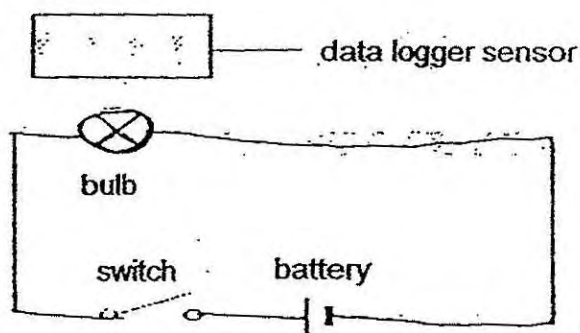 data logger sensor
bulb
switch
battery